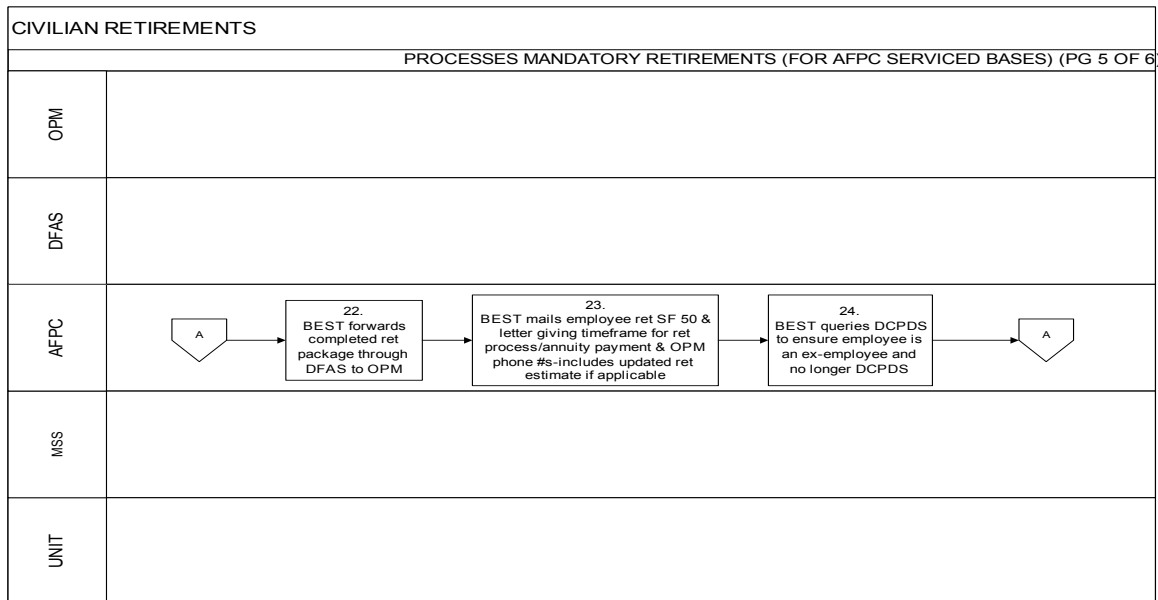 CIVILIAN RETIREMENTS
PROCESSES MANDATORY RETIREMENTS (FOR AFPC SERVICED BASES) (PG 5 OF 6)
OPM
DFAS
AFPC
A
22.
BEST forwards
completed ret
package through
DFAS to OPM
23.
BEST mails employee ret SF 50 &
letter giving timeframe for ret
process/annuity payment & OPM
phone #s-includes updated ret
estimate if applicable
24.
BEST queries DCPDS
to ensure employee is
an ex-employee and
no longer DCPDS
A
MSS
UNIT